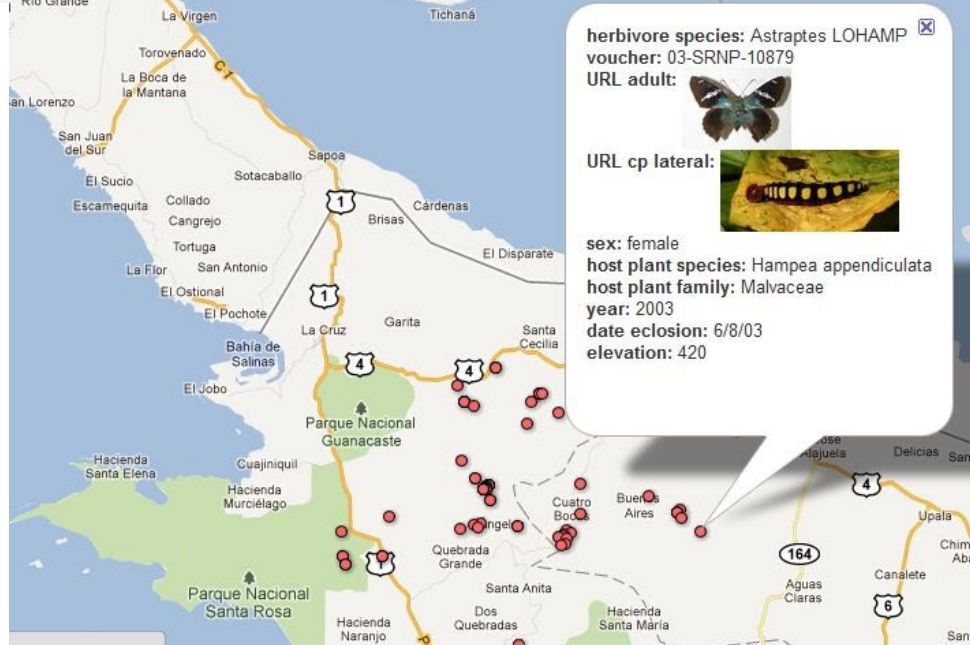 Tichaná
La Virgen
Torovenado
C1
La Boca de
la Mantana
San Juan
del Sur
Sapoa
El Sucio
Sotacaballo
Escamequita
Collado
Cangrejo
1
Brisas
Cárdenas
Tortuga
La Flor
San Antonio
El Disparate
El Ostional
1
El Pochote
La Cruz
Garita
Santa
Cecilia
Bahía de
Salinas
4
4
El Jobo
Parque Nacional
Guanacaste
Hacienda
Santa Elena
Cuajiniquil
Hacienda
Murciélago
Cuatro
Bocas
Buenos
Aires
Quebrada
Grande
1
Parque Nacional
Santa Rosa
Santa Anita
Dos
Quebradas
Hacienda
Santa María
Hacienda
Naranjo
herbivore species: Astraptes LOHAMP
voucher: 03-SRNP-10879
URL adult:
URL cp lateral:
sex: female
host plant species: Hampea appendiculata
host plant family: Malvaceae
year: 2003
date eclosion: 6/8/03
elevation: 420
Alajuela
Delicias
4
Upala
164
Aguas
Claras
Canalete
6